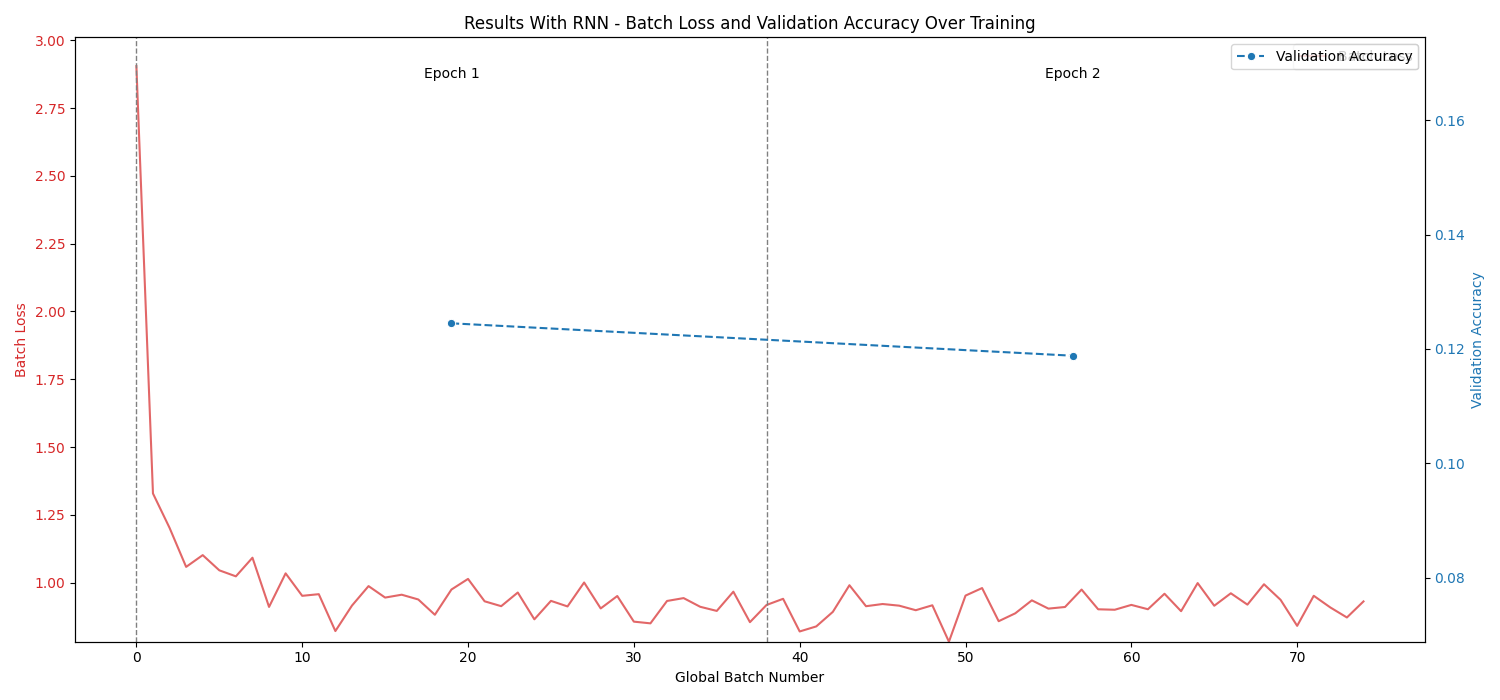 Results With RNN - Batch Loss and Validation Accuracy Over Training
3.00
2.75
2.50
2.25
2.00
1.75
1.50
1.25
1.00
Batch Loss
Epoch 1
Epoch 2
Validation Accuracy
0.16
0.14
0.12
0.10
0.08
Validation Accuracy
0 10 20 30 40 50 60 70
Global Batch Number